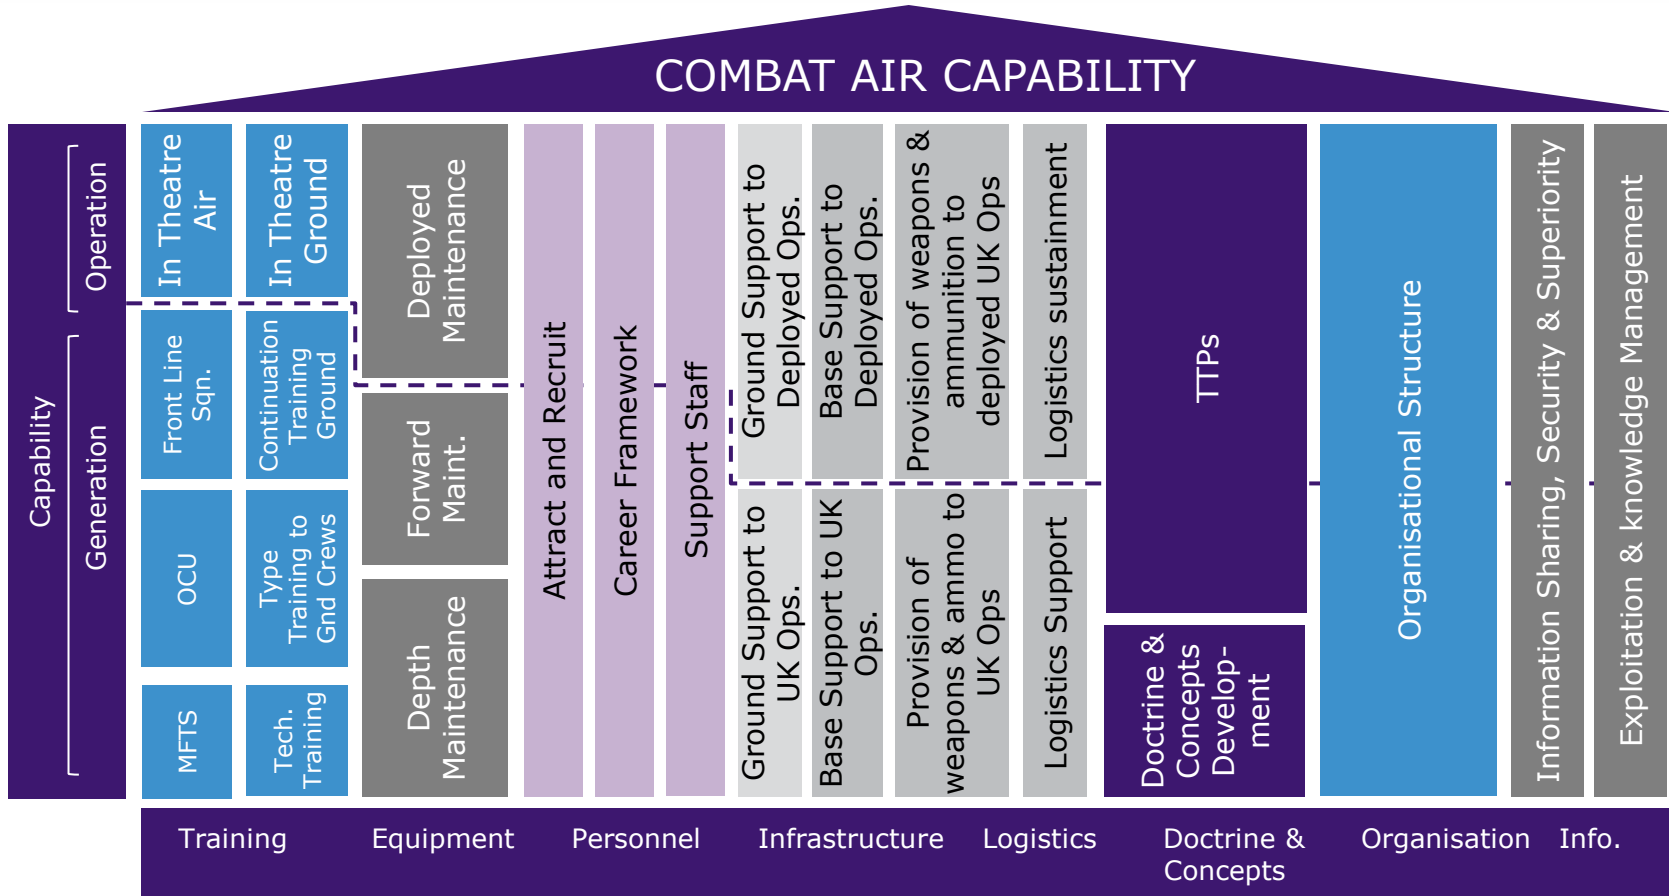 COMBAT AIR CAPABILITY
Capability
Operation
Generation
In Theatre
Air
In Theatre
Ground
Front Line
Sqn.
Continuation
Training
Ground
OCU
Type
Training to
Gnd Crews
MFTS
Tech.
Training
Deployed
Maintenance
Forward
Maint.
Depth
Maintenance
Attract and Recruit
Career Framework
Support Staff
Ground Support to
Deployed Ops.
Base Support to
Deployed Ops.
Provision of weapons &
ammunition to
deployed UK Ops
Logistics sustainment
Ground Support to
UK Ops.
Base Support to UK
Ops.
Provision of
weapons & ammo to
UK Ops
Logistics Support
TTPs
Doctrine &
Concepts
Develop-
ment
Organisational Structure
Information Sharing, Security & Superiority
Exploitation & knowledge Management
Training
Equipment
Personnel
Infrastructure
Logistics
Doctrine &
Concepts
Organisation
Info.